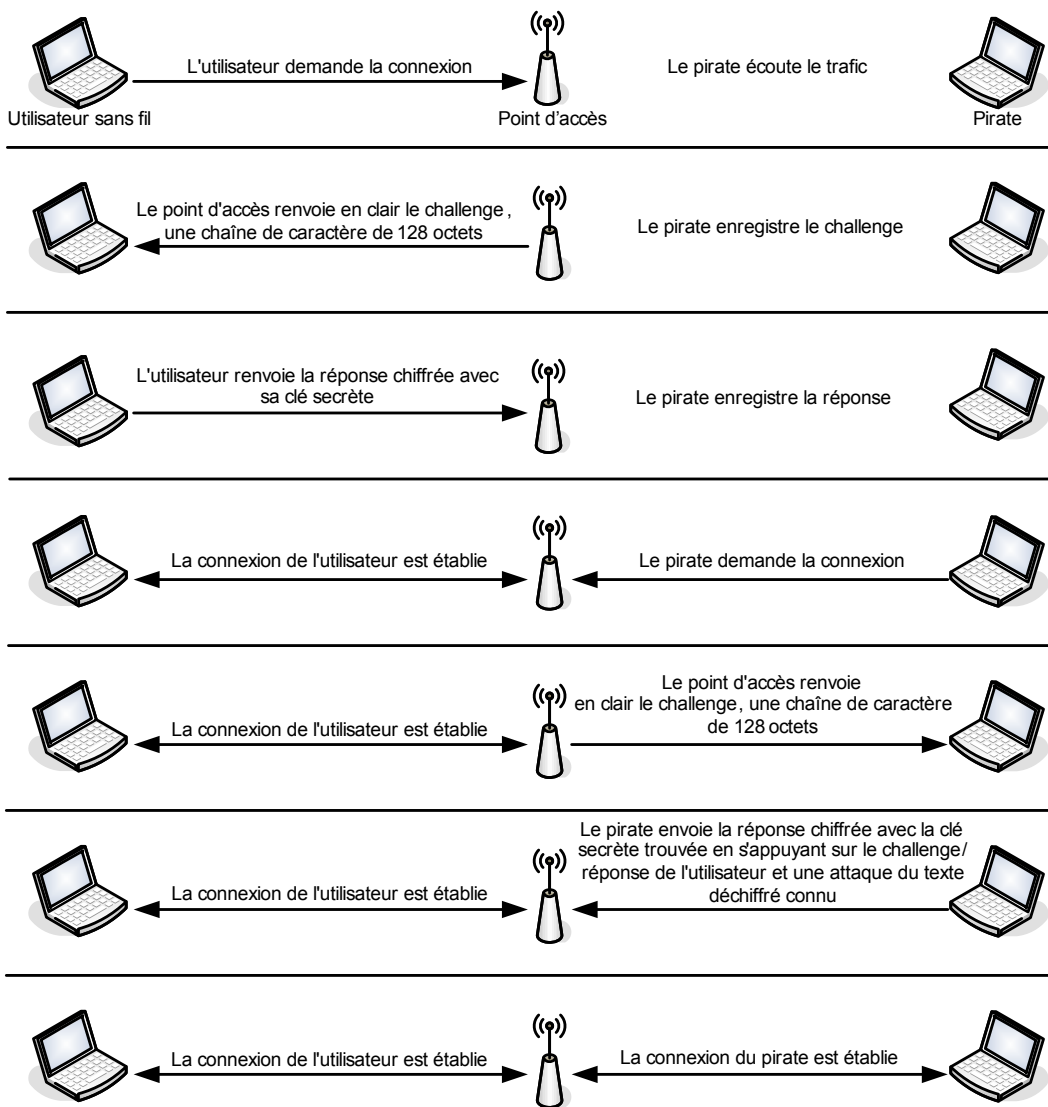 L'utilisateur demande la connexion
Le pirate écoute le trafic
Utilisateur sans fil
Point d'accès
Pirate
Le point d'accès renvoie en clair le challenge,
une chaîne de caractère de 128 octets
Le pirate enregistre le challenge
L'utilisateur renvoie la réponse chiffrée avec
sa clé secrète
Le pirate enregistre la réponse
La connexion de l'utilisateur est établie
Le pirate demande la connexion
La connexion de l'utilisateur est établie
Le point d'accès renvoie
en clair le challenge, une chaîne de caractère
de 128 octets
La connexion de l'utilisateur est établie
Le pirate envoie la réponse chiffrée avec la clé
secrète trouvée en s'appuyant sur le challenge/
réponse de l'utilisateur et une attaque du texte
déchiffré connu
La connexion de l'utilisateur est établie
La connexion du pirate est établie